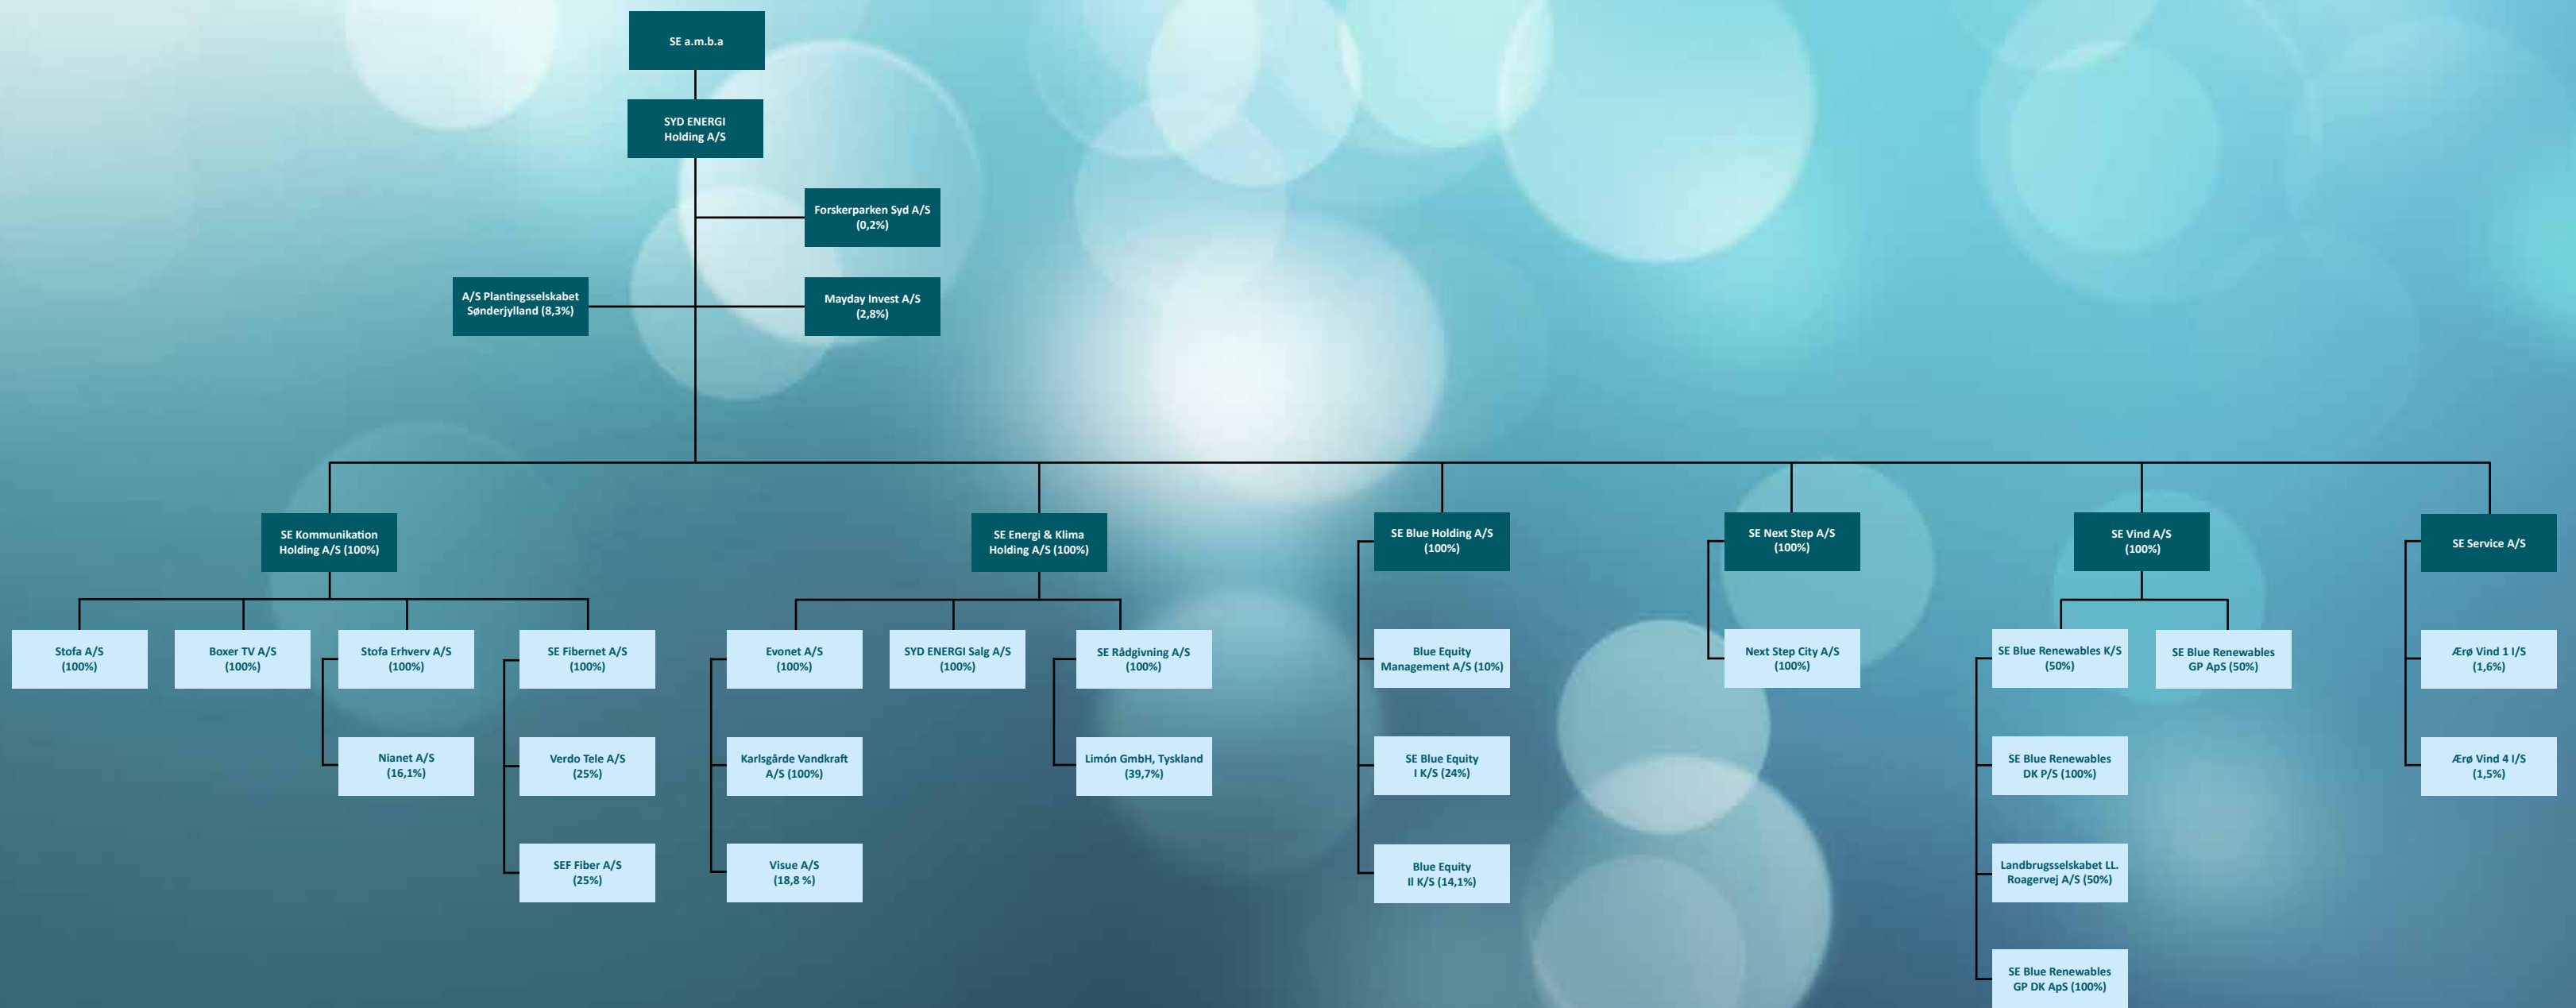 SE a.m.b.a
SYD ENERGI
Holding A/S
Forskerparken Syd A/S
(0,2%)
A/S Plantingsselskabet
Sønderjylland (8,3%)
Mayday Invest A/S
(2,8%)
SE Kommunikation
Holding A/S (100%)
SE Energi & Klima
Holding A/S (100%)
SE Blue Holding A/S
(100%)
SE Next Step A/S
(100%)
SE Vind A/S
(100%)
SE Service A/S
Stofa A/S
(100%)
Boxer TV A/S
(100%)
Stofa Erhverv A/S
(100%)
SE Fibernet A/S
(100%)
Evonet A/S
(100%)
SYD ENERGI Salg A/S
(100%)
SE Rådgivning A/S
(100%)
Blue Equity
Management A/S (10%)
Next Step City A/S
(100%)
SE Blue Renewables K/S
(50%)
SE Blue Renewables
GP ApS (50%)
Ærø Vind 1 I/S
(1,6%)
Nianet A/S
(16,1%)
Verdo Tele A/S
(25%)
Karlsgårde Vandkraft
A/S (100%)
Limón GmbH, Tyskland
(39,7%)
SE Blue Equity
I K/S (24%)
SE Blue Renewables
DK P/S (100%)
Ærø Vind 4 I/S
(1,5%)
SEF Fiber A/S
(25%)
Visue A/S
(18,8 %)
Blue Equity
II K/S (14,1%)
Landbrugsselskabet LL.
Roagervej A/S (50%)
SE Blue Renewables
GP DK ApS (100%)